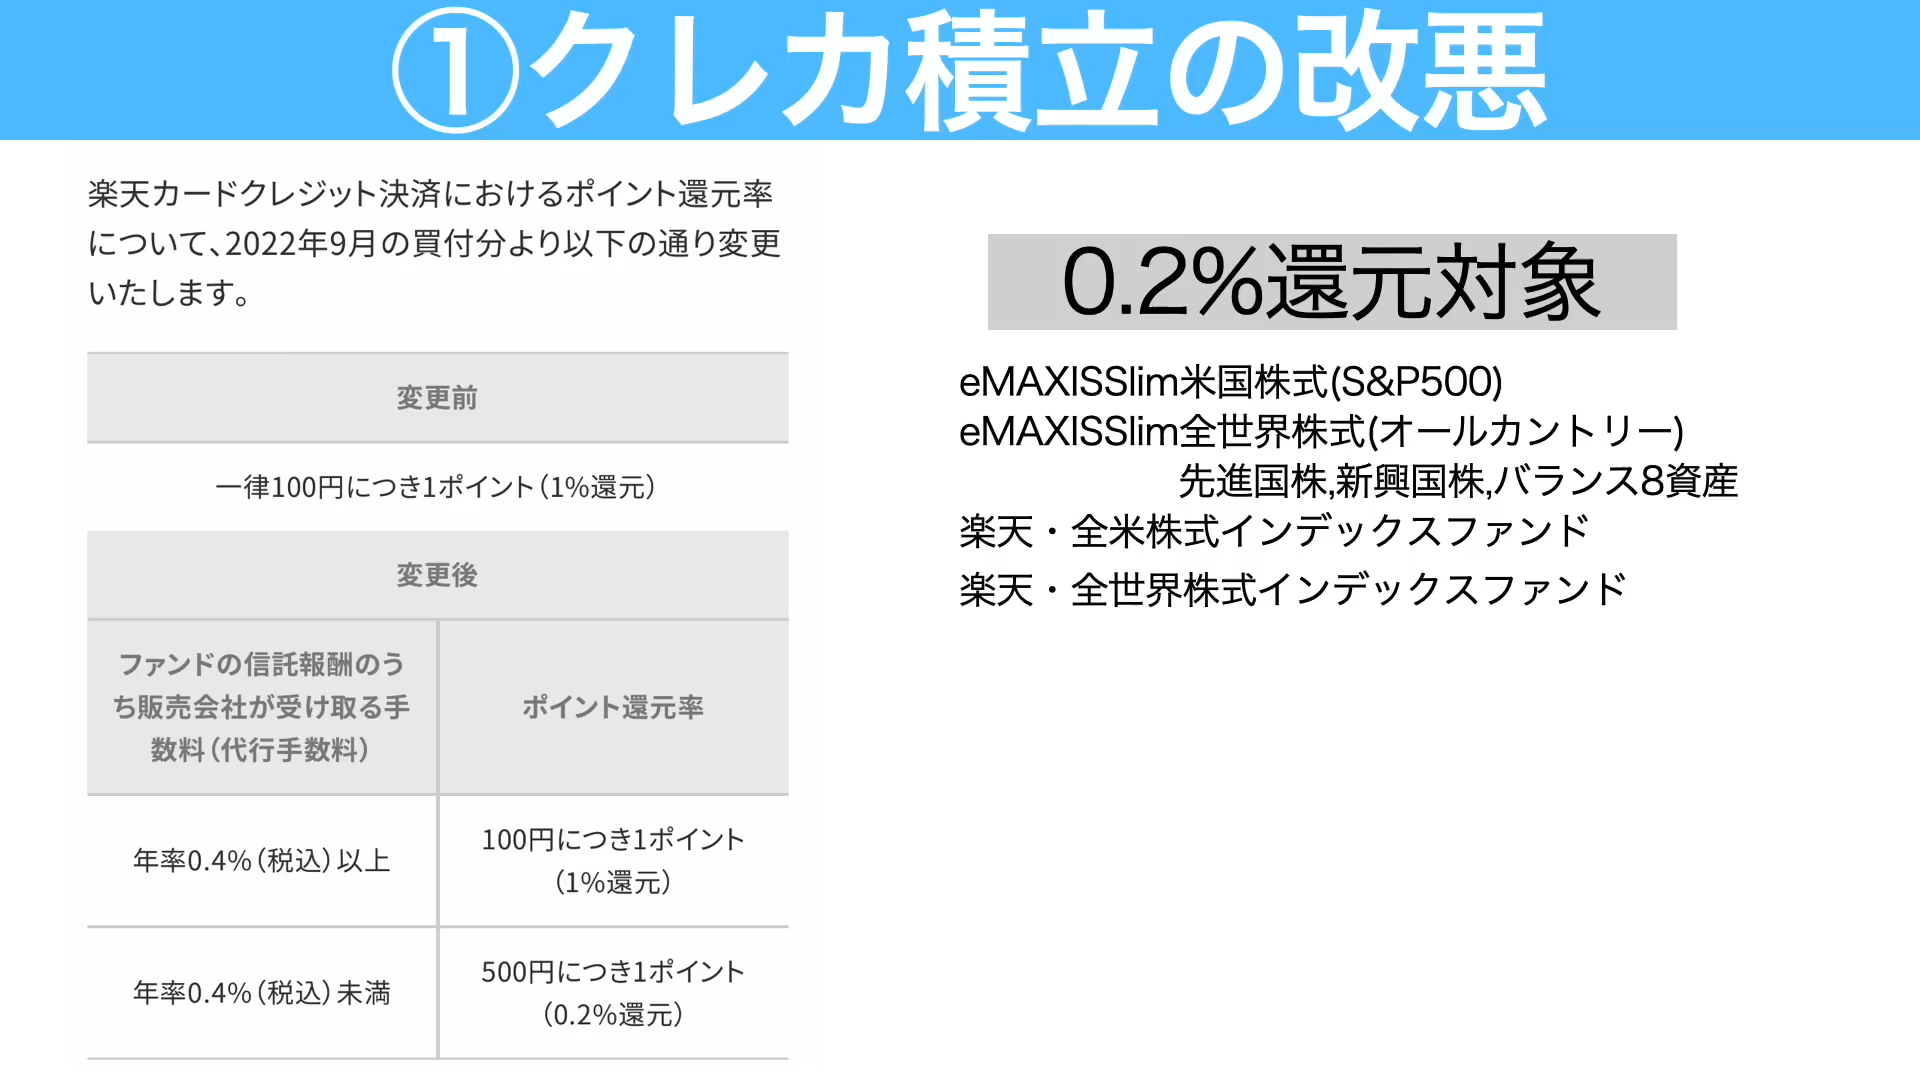 ①クレカ積立の改悪
楽天カードクレジット決済におけるポイント還元率
について、2022年9月の買付分より以下の通り変更
いたします。
変更前
一律100円につき1ポイント（1%還元）
変更後
ファンドの信託報酬のう
ち販売会社が受け取る手
数料（代行手数料）
ポイント還元率
年率0.4%（税込）以上
100円につき1ポイント
（1%還元）
年率0.4%（税込）未満
500円につき1ポイント
（0.2%還元）
0.2%還元対象
eMAXISSlim米国株式(S&P500)
eMAXISSlim全世界株式(オールカントリー)
先進国株,新興国株,バランス8資産
楽天・全米株式インデックスファンド
楽天・全世界株式インデックスファンド